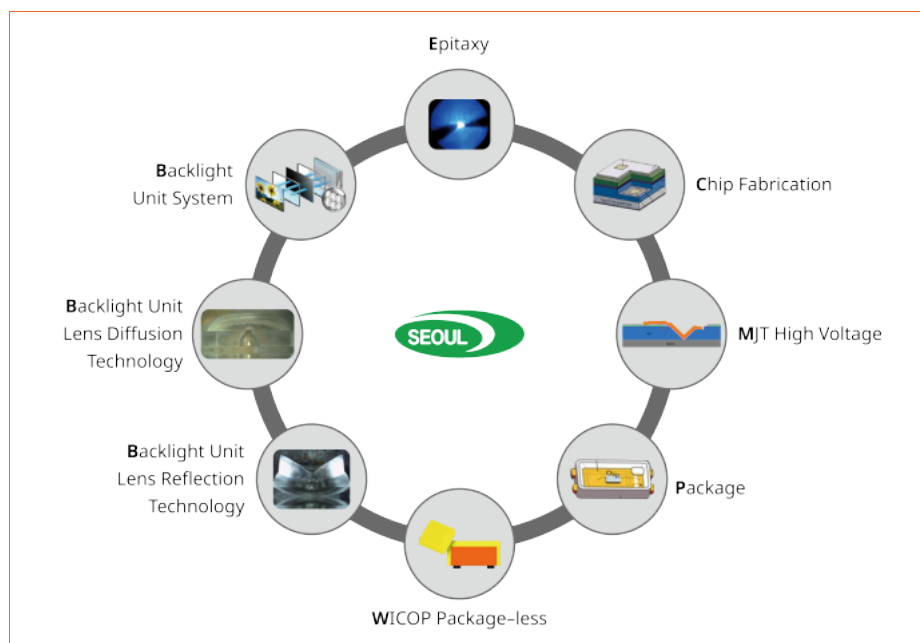 Epitaxy
Chip Fabrication
MJT High Voltage
Package
WICOP Package–less
Backlight Unit
Lens Reflection
Technology
Backlight Unit
Lens Diffusion
Technology
Backlight
Unit System
SEOUL
Chip